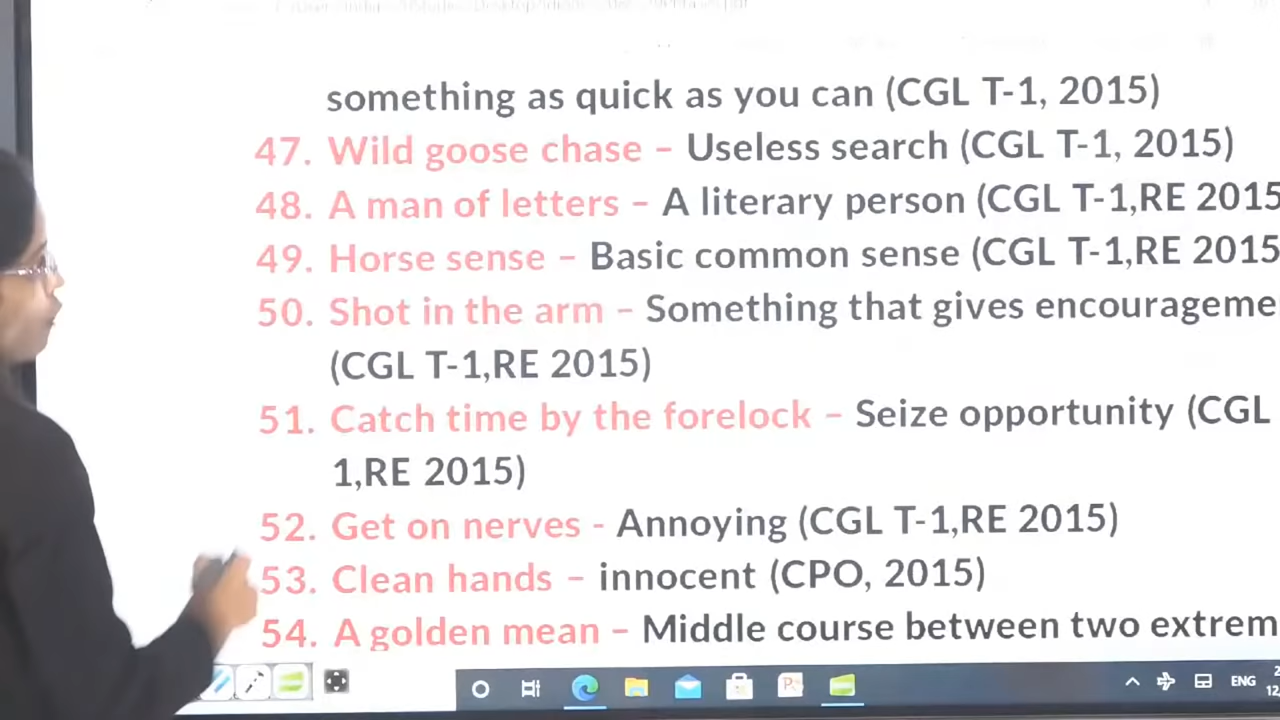 something as quick as you can (CGL T-1, 2015)
47. Wild goose chase – Useless search (CGL T-1, 2015)
48. A man of letters – A literary person (CGL T-1,RE 2015
49. Horse sense – Basic common sense (CGL T-1,RE 2015
50. Shot in the arm – Something that gives encourageme
(CGL T-1,RE 2015)
51. Catch time by the forelock – Seize opportunity (CGL
1,RE 2015)
52. Get on nerves - Annoying (CGL T-1,RE 2015)
53. Clean hands – innocent (CPO, 2015)
54. A golden mean – Middle course between two extrem
ENG